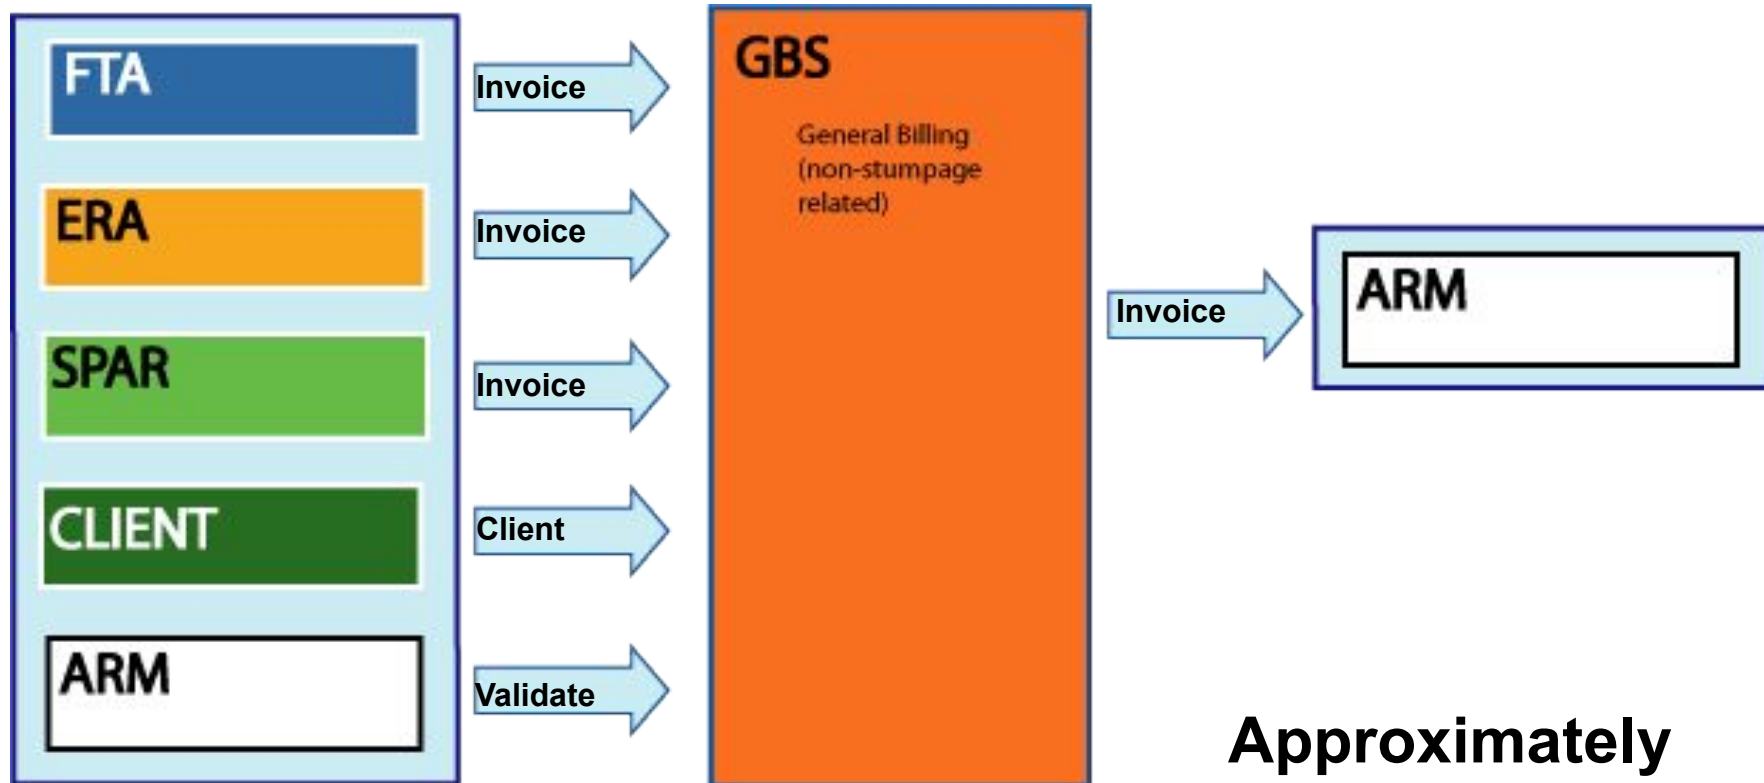 FTA
Invoice
ERA
Invoice
SPAR
Invoice
CLIENT
Client
ARM
Validate
GBS
General Billing
(non-stumpage
related)
Invoice
ARM
Approximately